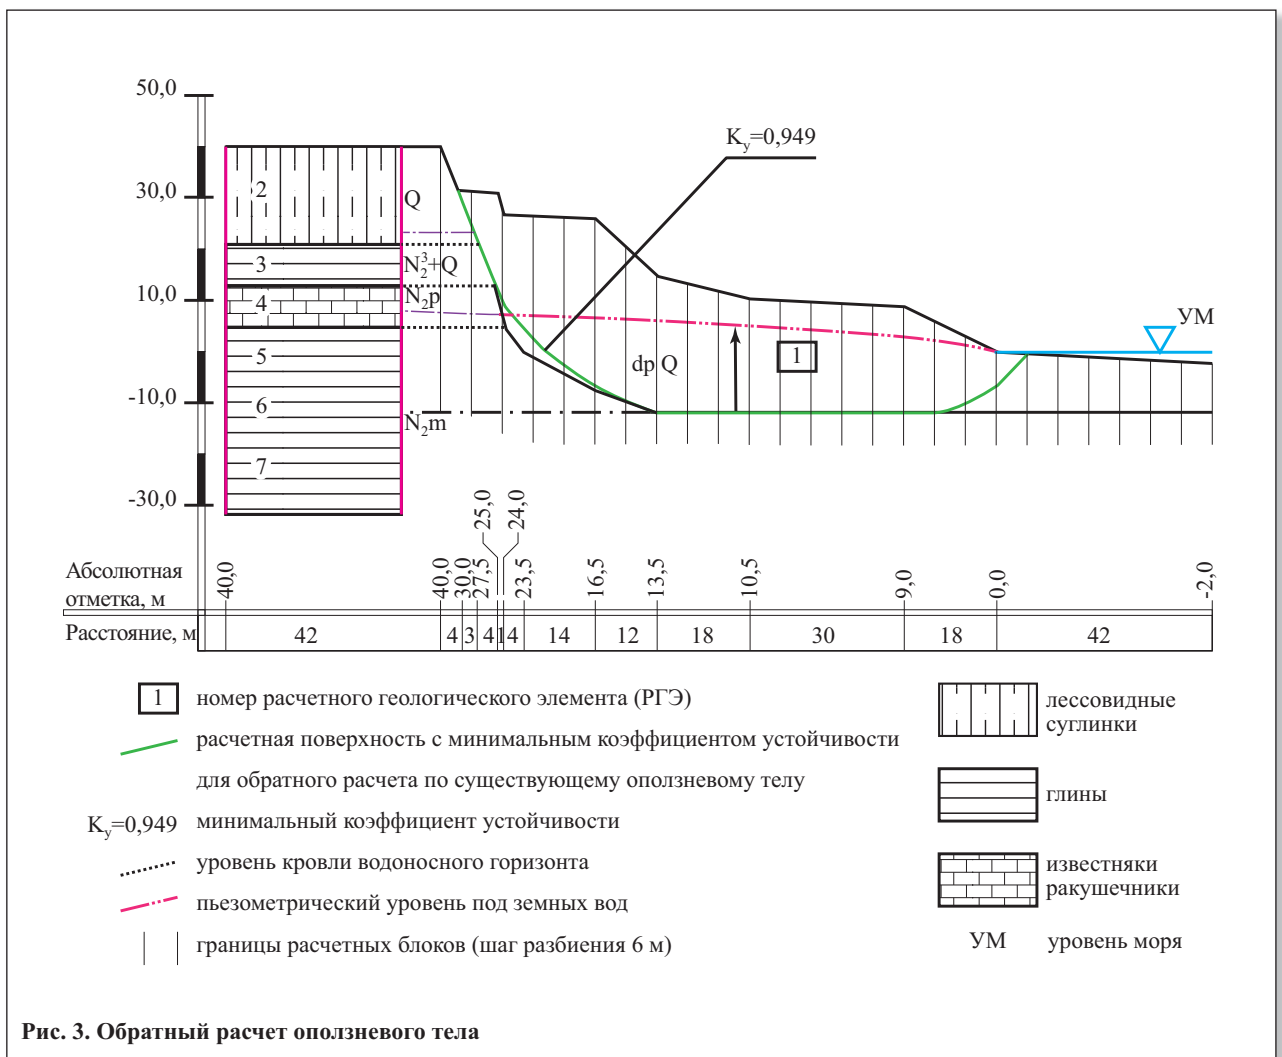 50,0
K_y=0,949
30,0
2
Q
3
N₂³+Q
10,0
N₂p
4
УМ
5
dp Q
1
-10,0
6
N₂m
7
-30,0
25,0
24,0
Абсолютная
отметка, м
40,0
40,0
30,0
27,5
23,5
16,5
13,5
10,5
9,0
0,0
-2,0
Расстояние, м
42 4 3 4 1 4 14 12 18 30 18 42
1 номер расчетного геологического элемента (РГЭ)
расчетная поверхность с минимальным коэффициентом устойчивости
для обратного расчета по существующему оползневому телу
K_y=0,949 минимальный коэффициент устойчивости
уровень кровли водоносного горизонта
пьезометрический уровень под земных вод
границы расчетных блоков (шаг разбиения 6 м)
лессовидные
суглинки
глины
известняки
ракушечники
УМ уровень моря
Рис. 3. Обратный расчет оползневого тела